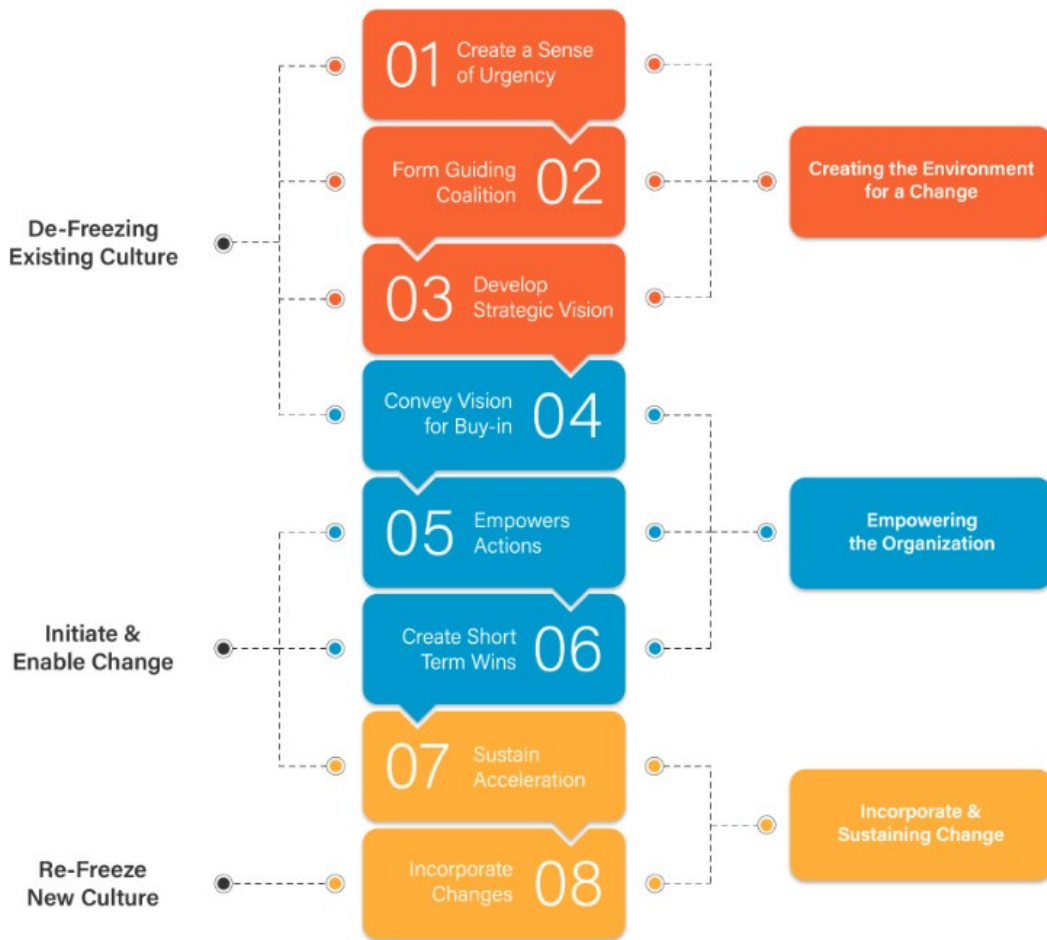 01
Create a Sense
of Urgency
Form Guiding
Coalition
02
Creating the Environment
for a Change
De-Freezing
Existing Culture
03
Develop
Strategic Vision
Convey Vision
for Buy-in
04
05
Empowers
Actions
Empowering
the Organization
Initiate &
Enable Change
Create Short
Term Wins
06
07
Sustain
Acceleration
Incorporate &
Sustaining Change
Re-Freeze
New Culture
Incorporate
Changes
08